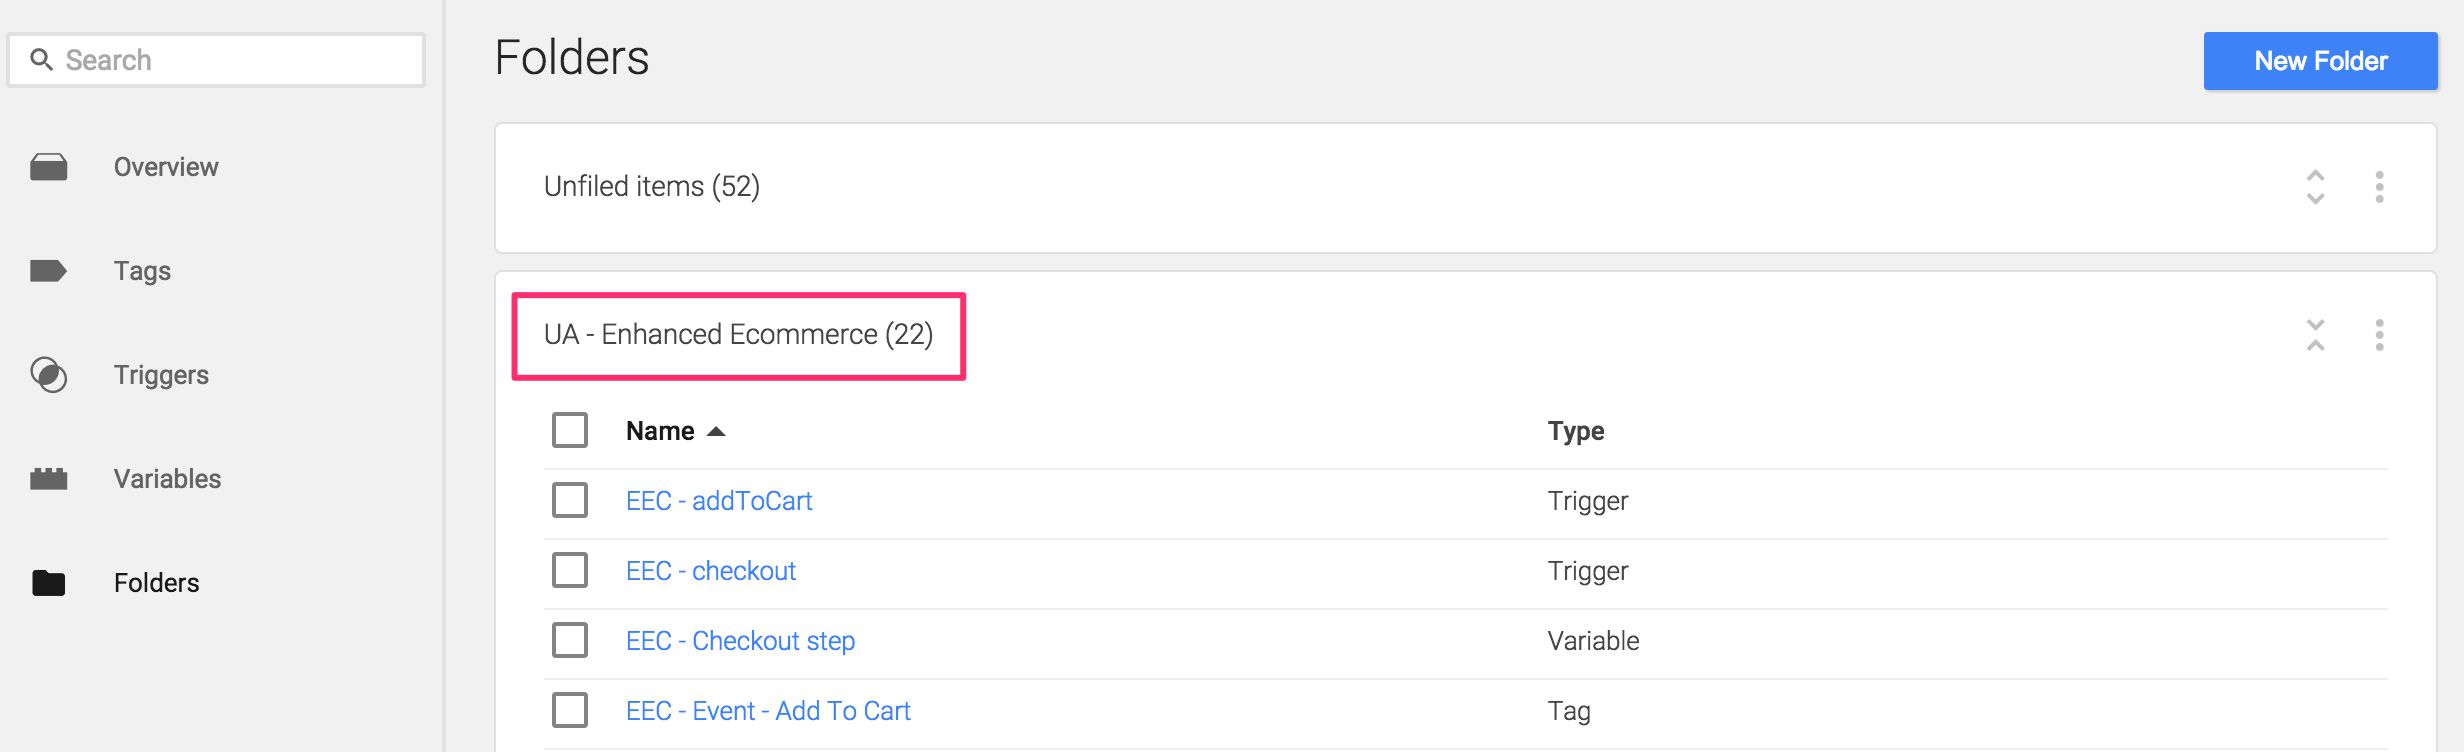 Search
Overview
Tags
Triggers
Variables
Folders
Folders
New Folder
Unfiled items (52)
UA - Enhanced Ecommerce (22)
Name Type
EEC - addToCart Trigger
EEC - checkout Trigger
EEC - Checkout step Variable
EEC - Event - Add To Cart Tag